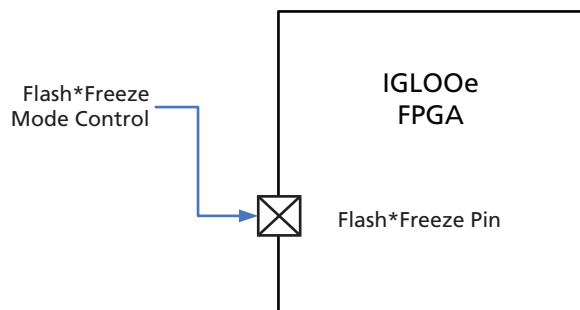 Flash*Freeze
Mode Control
IGLOOe
FPGA
Flash*Freeze Pin